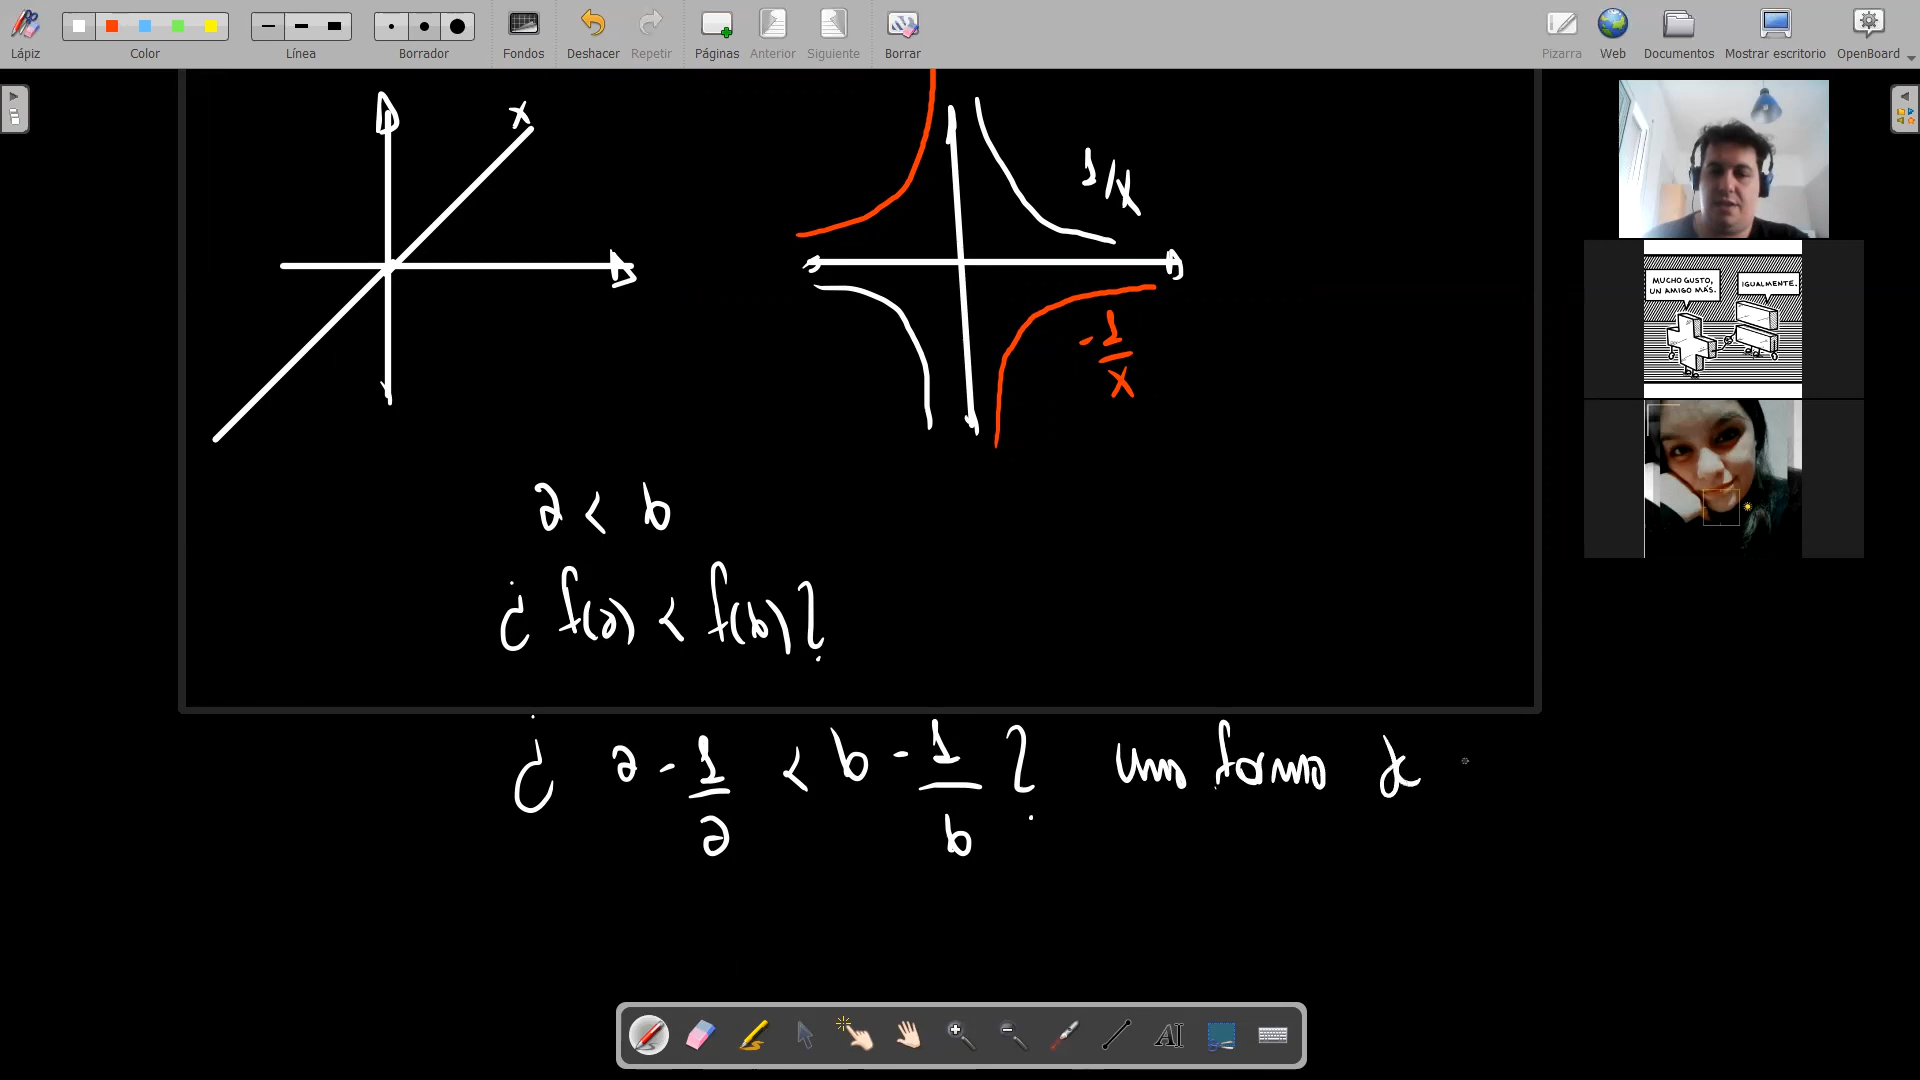 Lápiz
Color
Línea
Borrador
Fondos
Deshacer
Repetir
Páginas
Anterior
Siguiente
Borrar
Pizarra
Web
Documentos
Mostrar escritorio
OpenBoard
x
1/x
-1/x
a < b
¿ f(a) < f(b) ?
¿ a - 1/a < b - 1/b ? una forma de
MUCHO GUSTO,
UN AMIGO MÁS.
IGUALMENTE.
AI